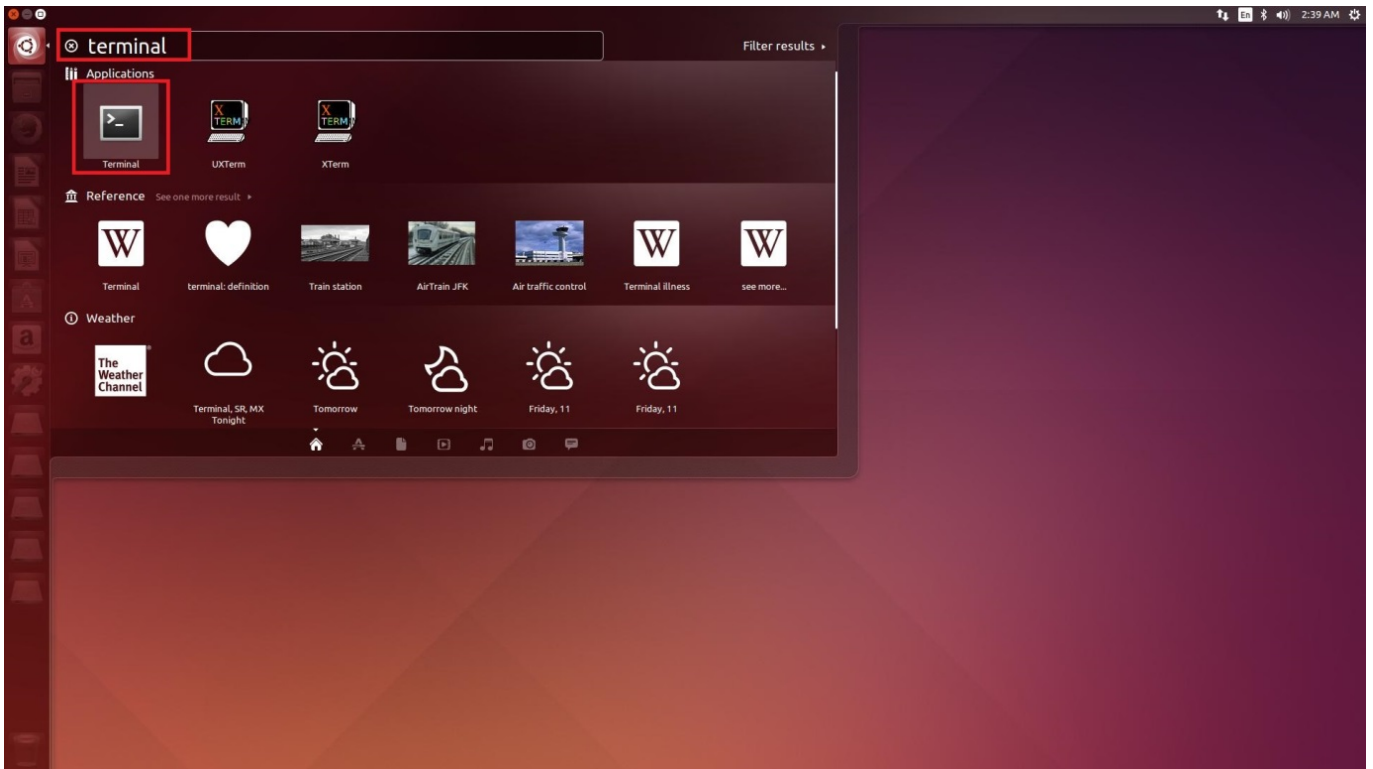 En 2:39 AM
terminal
Filter results
Applications
X TERM X TERM
Terminal UXTerm XTerm
Reference See one more result
W W W
Terminal terminal: definition Train station AirTrain JFK Air traffic control Terminal illness see more...
Weather
The
Weather
Channel
Terminal, SR, MX Tomorrow Tomorrow night Friday, 11 Friday, 11
Tonight
a